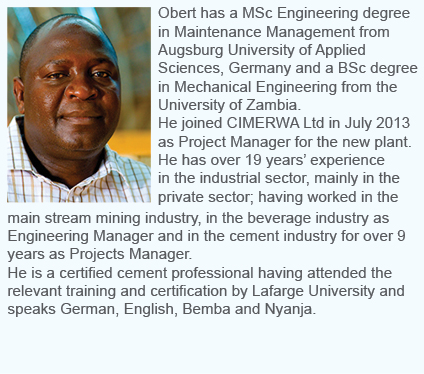 Obert has a MSc Engineering degree
in Maintenance Management from
Augsburg University of Applied
Sciences, Germany and a BSc degree
in Mechanical Engineering from the
University of Zambia.
He joined CIMERWA Ltd in July 2013
as Project Manager for the new plant.
He has over 19 years’ experience
in the industrial sector, mainly in the
private sector; having worked in the
main stream mining industry, in the beverage industry as
Engineering Manager and in the cement industry for over 9
years as Projects Manager.
He is a certified cement professional having attended the
relevant training and certification by Lafarge University and
speaks German, English, Bemba and Nyanja.